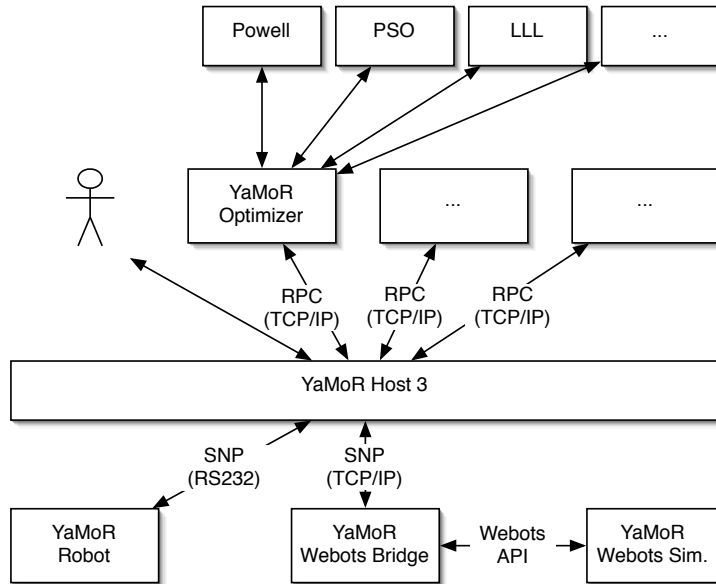 Powell
PSO
LLL
...
YaMoR
Optimizer
...
...
RPC
(TCP/IP)
RPC
(TCP/IP)
RPC
(TCP/IP)
YaMoR Host 3
SNP
(RS232)
SNP
(TCP/IP)
YaMoR
Robot
YaMoR
Webots Bridge
Webots
API
YaMoR
Webots Sim.